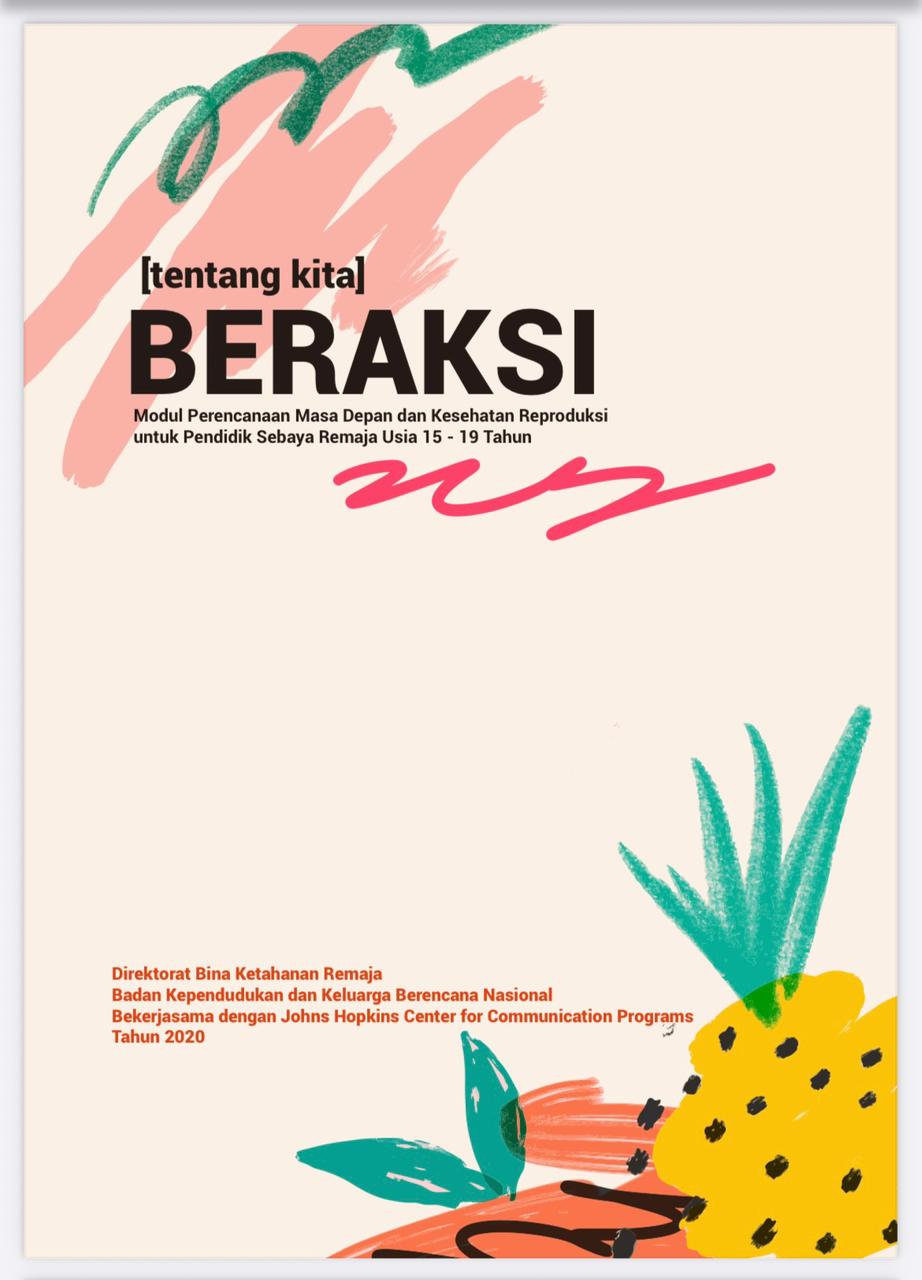 [tentang kita]
BERAKSI
Modul Perencanaan Masa Depan dan Kesehatan Reproduksi
untuk Pendidik Sebaya Remaja Usia 15 - 19 Tahun
Direktorat Bina Ketahanan Remaja
Badan Kependudukan dan Keluarga Berencana Nasional
Bekerjasama dengan Johns Hopkins Center for Communication Programs
Tahun 2020